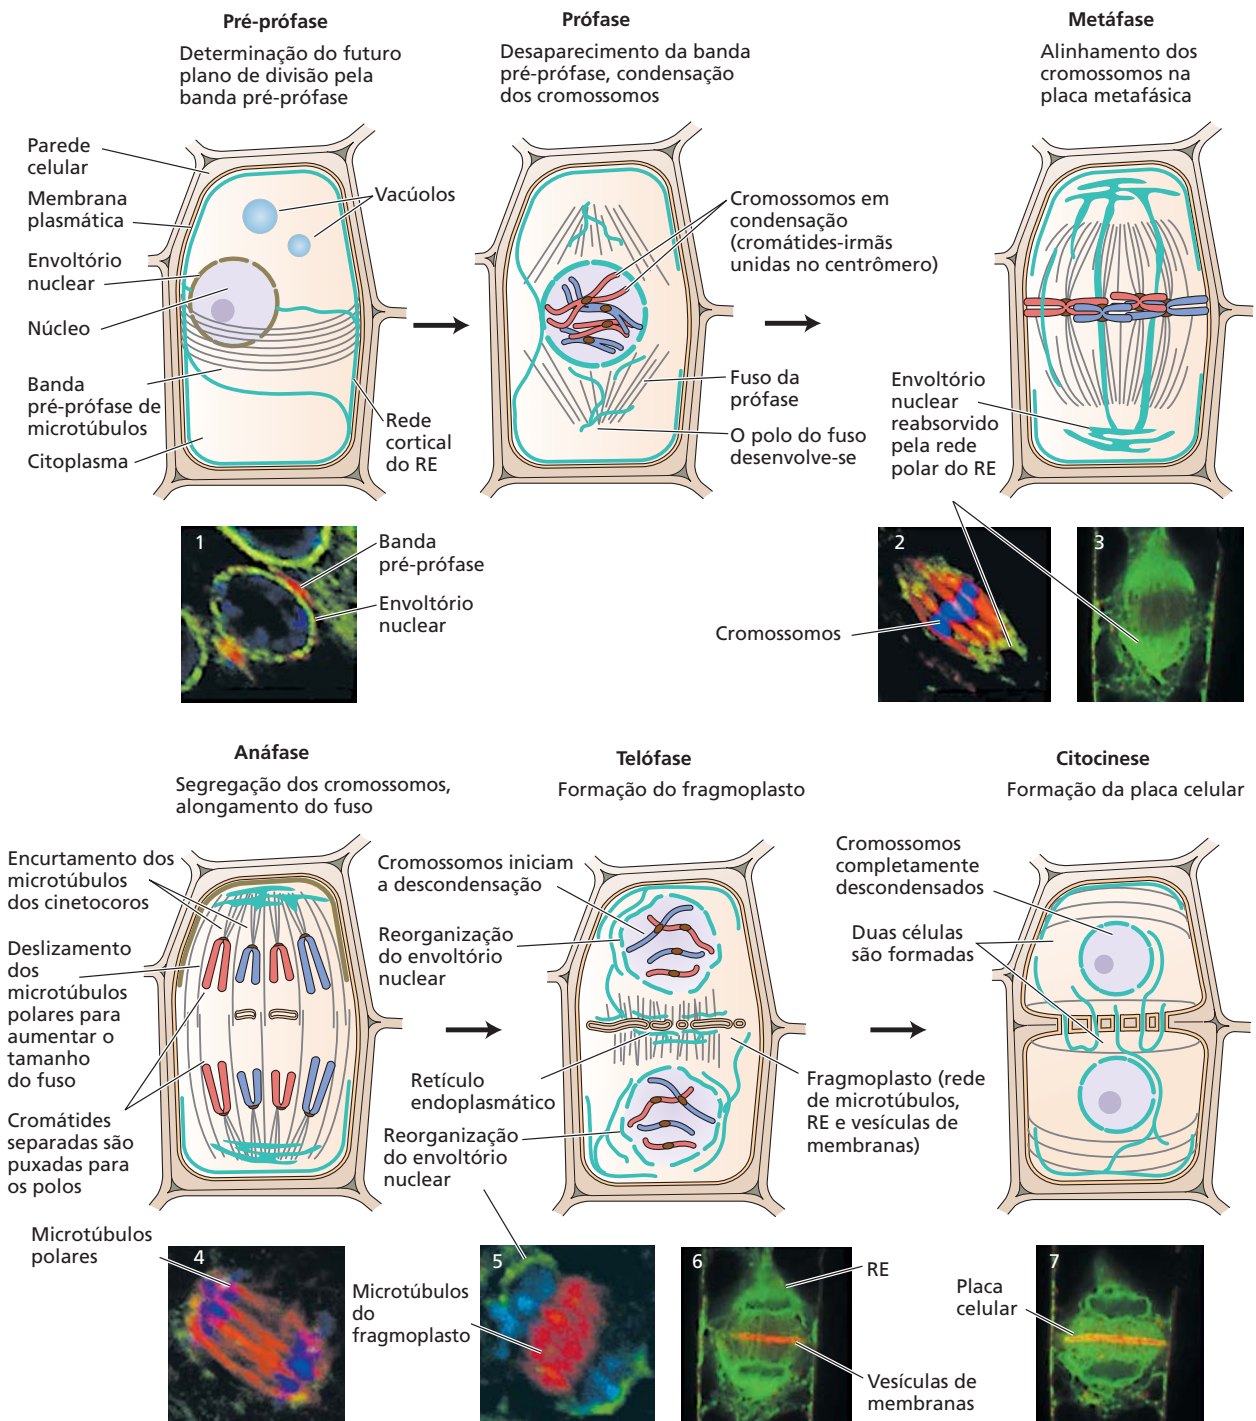 Pré-prófase
Determinação do futuro
plano de divisão pela
banda pré-prófase
Prófase
Desaparecimento da banda
pré-prófase, condensação
dos cromossomos
Metáfase
Alinhamento dos
cromossomos na
placa metafásica
Parede
celular
Membrana
plasmática
Envoltório
nuclear
Núcleo
Banda
pré-prófase de
microtúbulos
Citoplasma
Vacúolos
Rede
cortical
do RE
Cromossomos em
condensação
(cromátides-irmãs
unidas no centrômero)
Fuso da
prófase
O polo do fuso
desenvolve-se
Envoltório
nuclear
reabsorvido
pela rede
polar do RE
1
Banda
pré-prófase
Envoltório
nuclear
2
Cromossomos
3
Anáfase
Segregação dos cromossomos,
alongamento do fuso
Telófase
Formação do fragmoplasto
Citocinese
Formação da placa celular
Encurtamento dos
microtúbulos
dos cinetocoros
Deslizamento
dos
microtúbulos
polares para
aumentar o
tamanho
do fuso
Cromátides
separadas são
puxadas para
os polos
Cromossomos iniciam
a descondensação
Reorganização
do envoltório
nuclear
Retículo
endoplasmático
Reorganização
do envoltório
nuclear
Cromossomos
completamente
descondensados
Duas células
são formadas
Fragmoplasto (rede
de microtúbulos,
RE e vesículas de
membranas)
Microtúbulos
polares
4
Microtúbulos
do
fragmoplasto
5
6
RE
Vesículas de
membranas
Placa
celular
7